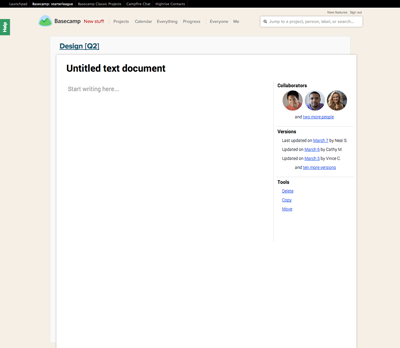 Launchpad Basecamp: starterleague Basecamp Classic: Projects Campfire Chat Highrise Contacts
New features Sign out
Basecamp New stuff Projects Calendar Everything Progress Everyone Me
Jump to a project, person, label, or search...
Help
Design [Q2]
Untitled text document
Start writing here...
Collaborators
and two more people
Versions
Last updated on March 7 by Neal S.
Updated on March 6 by Cathy M.
Updated on March 5 by Vince C.
and ten more versions
Tools
Delete
Copy
Move